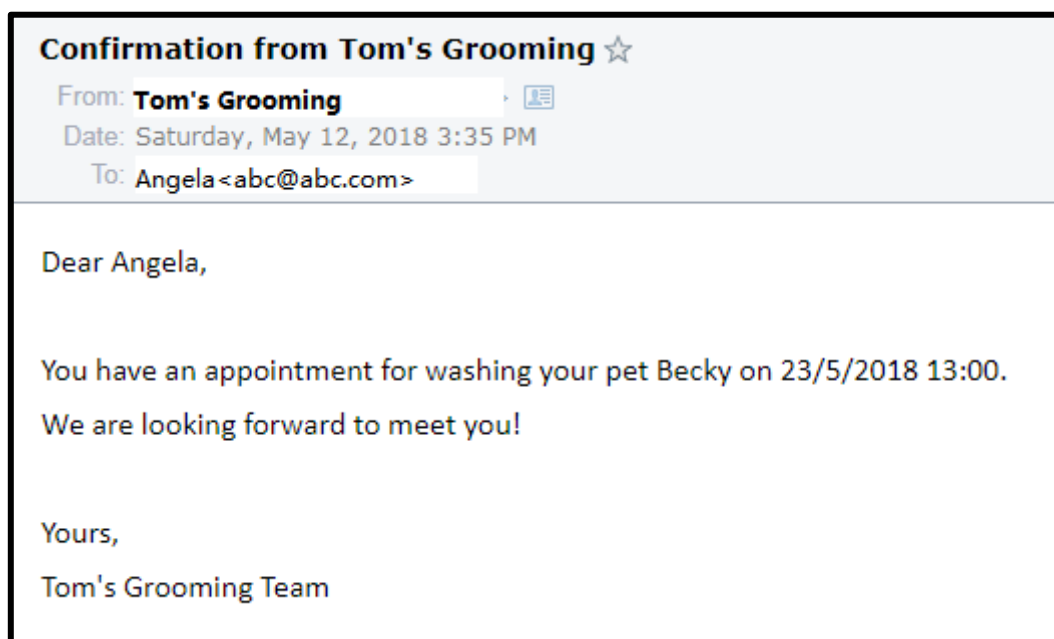 Confirmation from Tom's Grooming
From: Tom's Grooming
Date: Saturday, May 12, 2018 3:35 PM
To: Angela<abc@abc.com>
Dear Angela,
You have an appointment for washing your pet Becky on 23/5/2018 13:00.
We are looking forward to meet you!
Yours,
Tom's Grooming Team